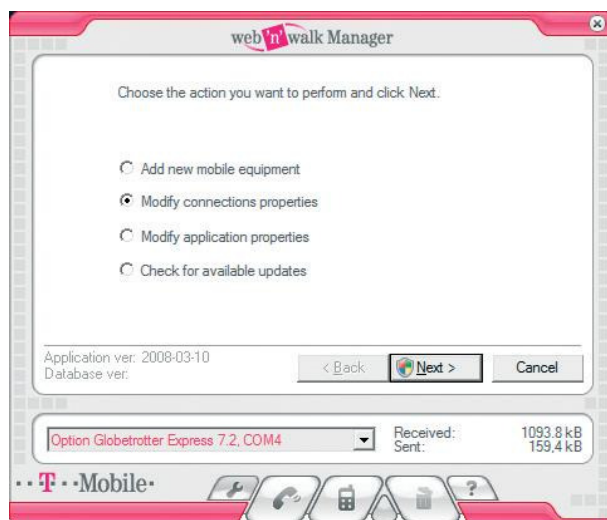 web'n'walk Manager
Choose the action you want to perform and click Next.
Add new mobile equipment
Modify connections properties
Modify application properties
Check for available updates
Application ver: 2008-03-10
Database ver:
< Back Next > Cancel
Option Globetrotter Express 7.2, COM4
Received: 1093.8 kB
Sent: 159,4 kB
··T··Mobile·
?